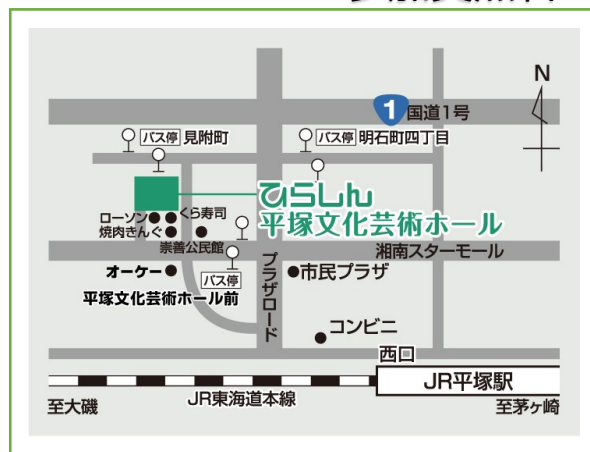 N
1 国道1号
バス停 見附町
バス停 明石町四丁目
ひらしん
平塚文化芸術ホール
ローソン
くら寿司
焼肉きんぐ
崇善公民館
湘南スターモール
オーケー
バス停
平塚文化芸術ホール前
プラザロード
市民プラザ
コンビニ
西口
JR平塚駅
JR東海道本線
至大磯
至茅ヶ崎